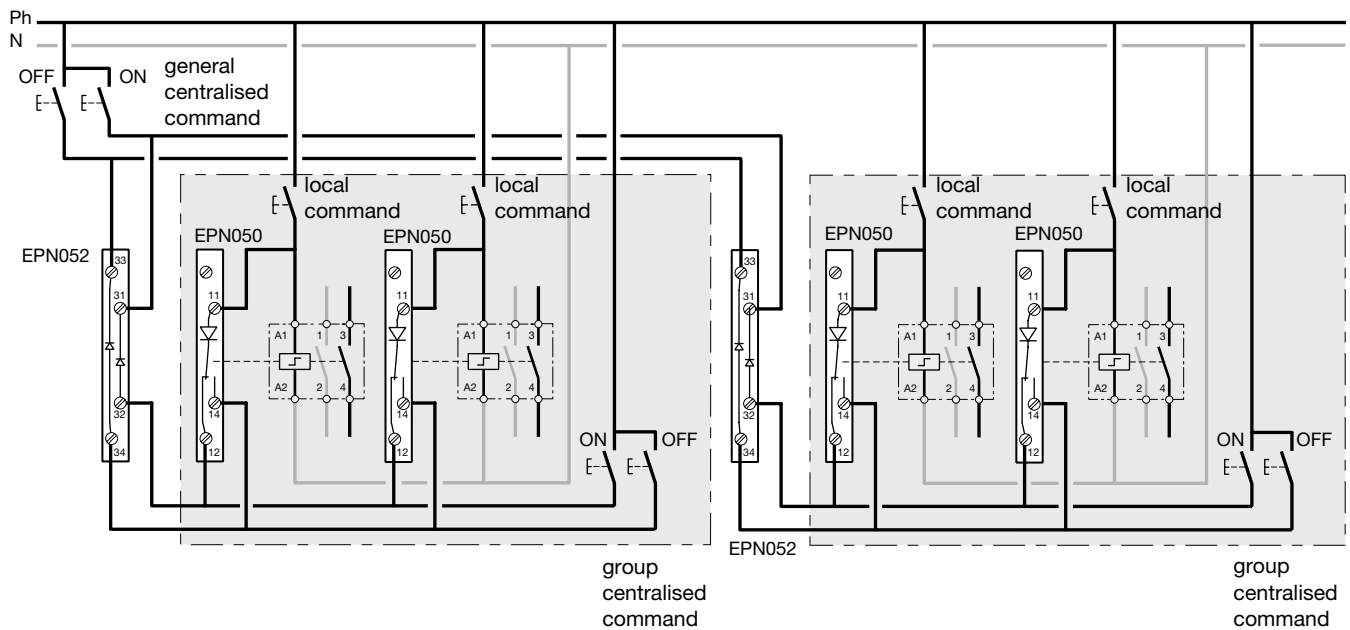 Ph
N
OFF ON
general
centralised
command
local
command
local
command
local
command
local
command
EPN052
EPN050
EPN050
EPN050
EPN050
33
31
32
34
11
14
12
A1 1 3
A2 2 4
11
14
12
A1 1 3
A2 2 4
ON OFF
33
31
32
34
11
14
12
A1 1 3
A2 2 4
11
14
12
A1 1 3
A2 2 4
ON OFF
EPN052
group
centralised
command
group
centralised
command